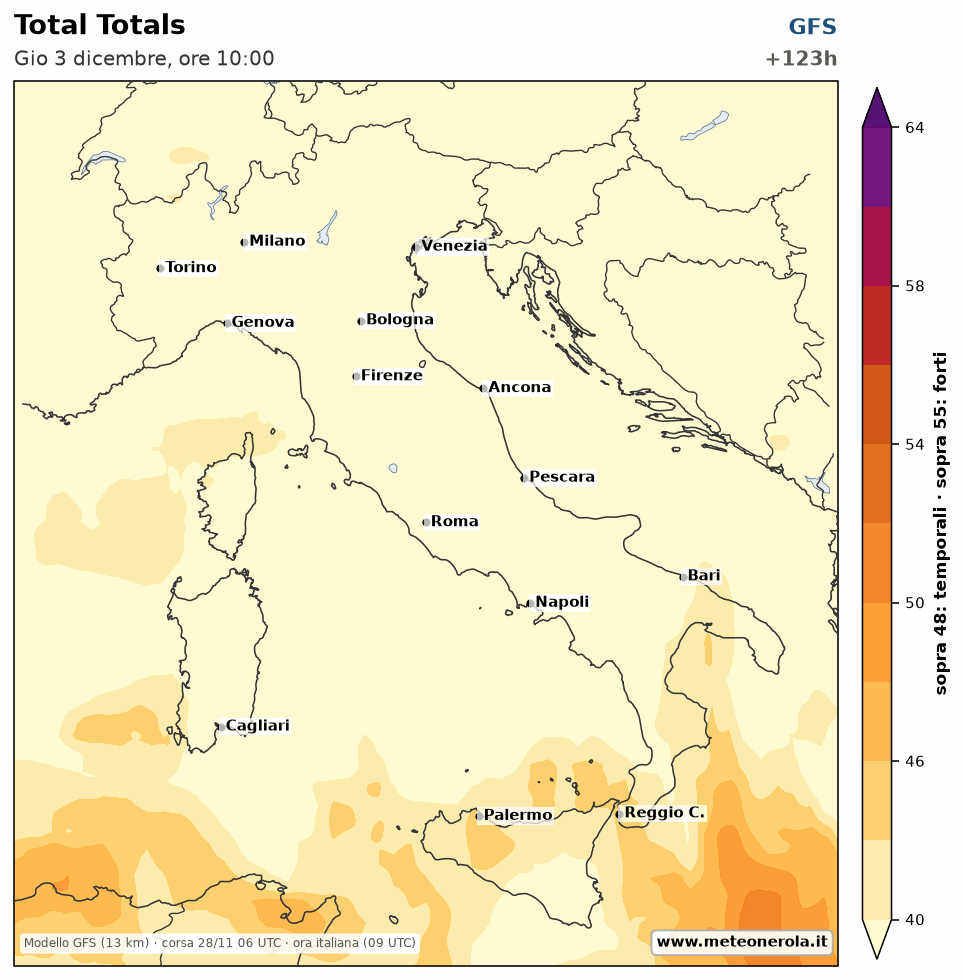 Total Totals
GFS
Gio 3 dicembre, ore 10:00
+123h
64
Milano
Venezia
Torino
58
Genova
Bologna
Firenze
Ancona
54
Pescara
Roma
Bari
50
Napoli
Cagliari
46
Palermo
Reggio C.
40
sopra 48: temporali · sopra 55: forti
Modello GFS (13 km) · corsa 28/11 06 UTC · ora italiana (09 UTC)
www.meteonerola.it